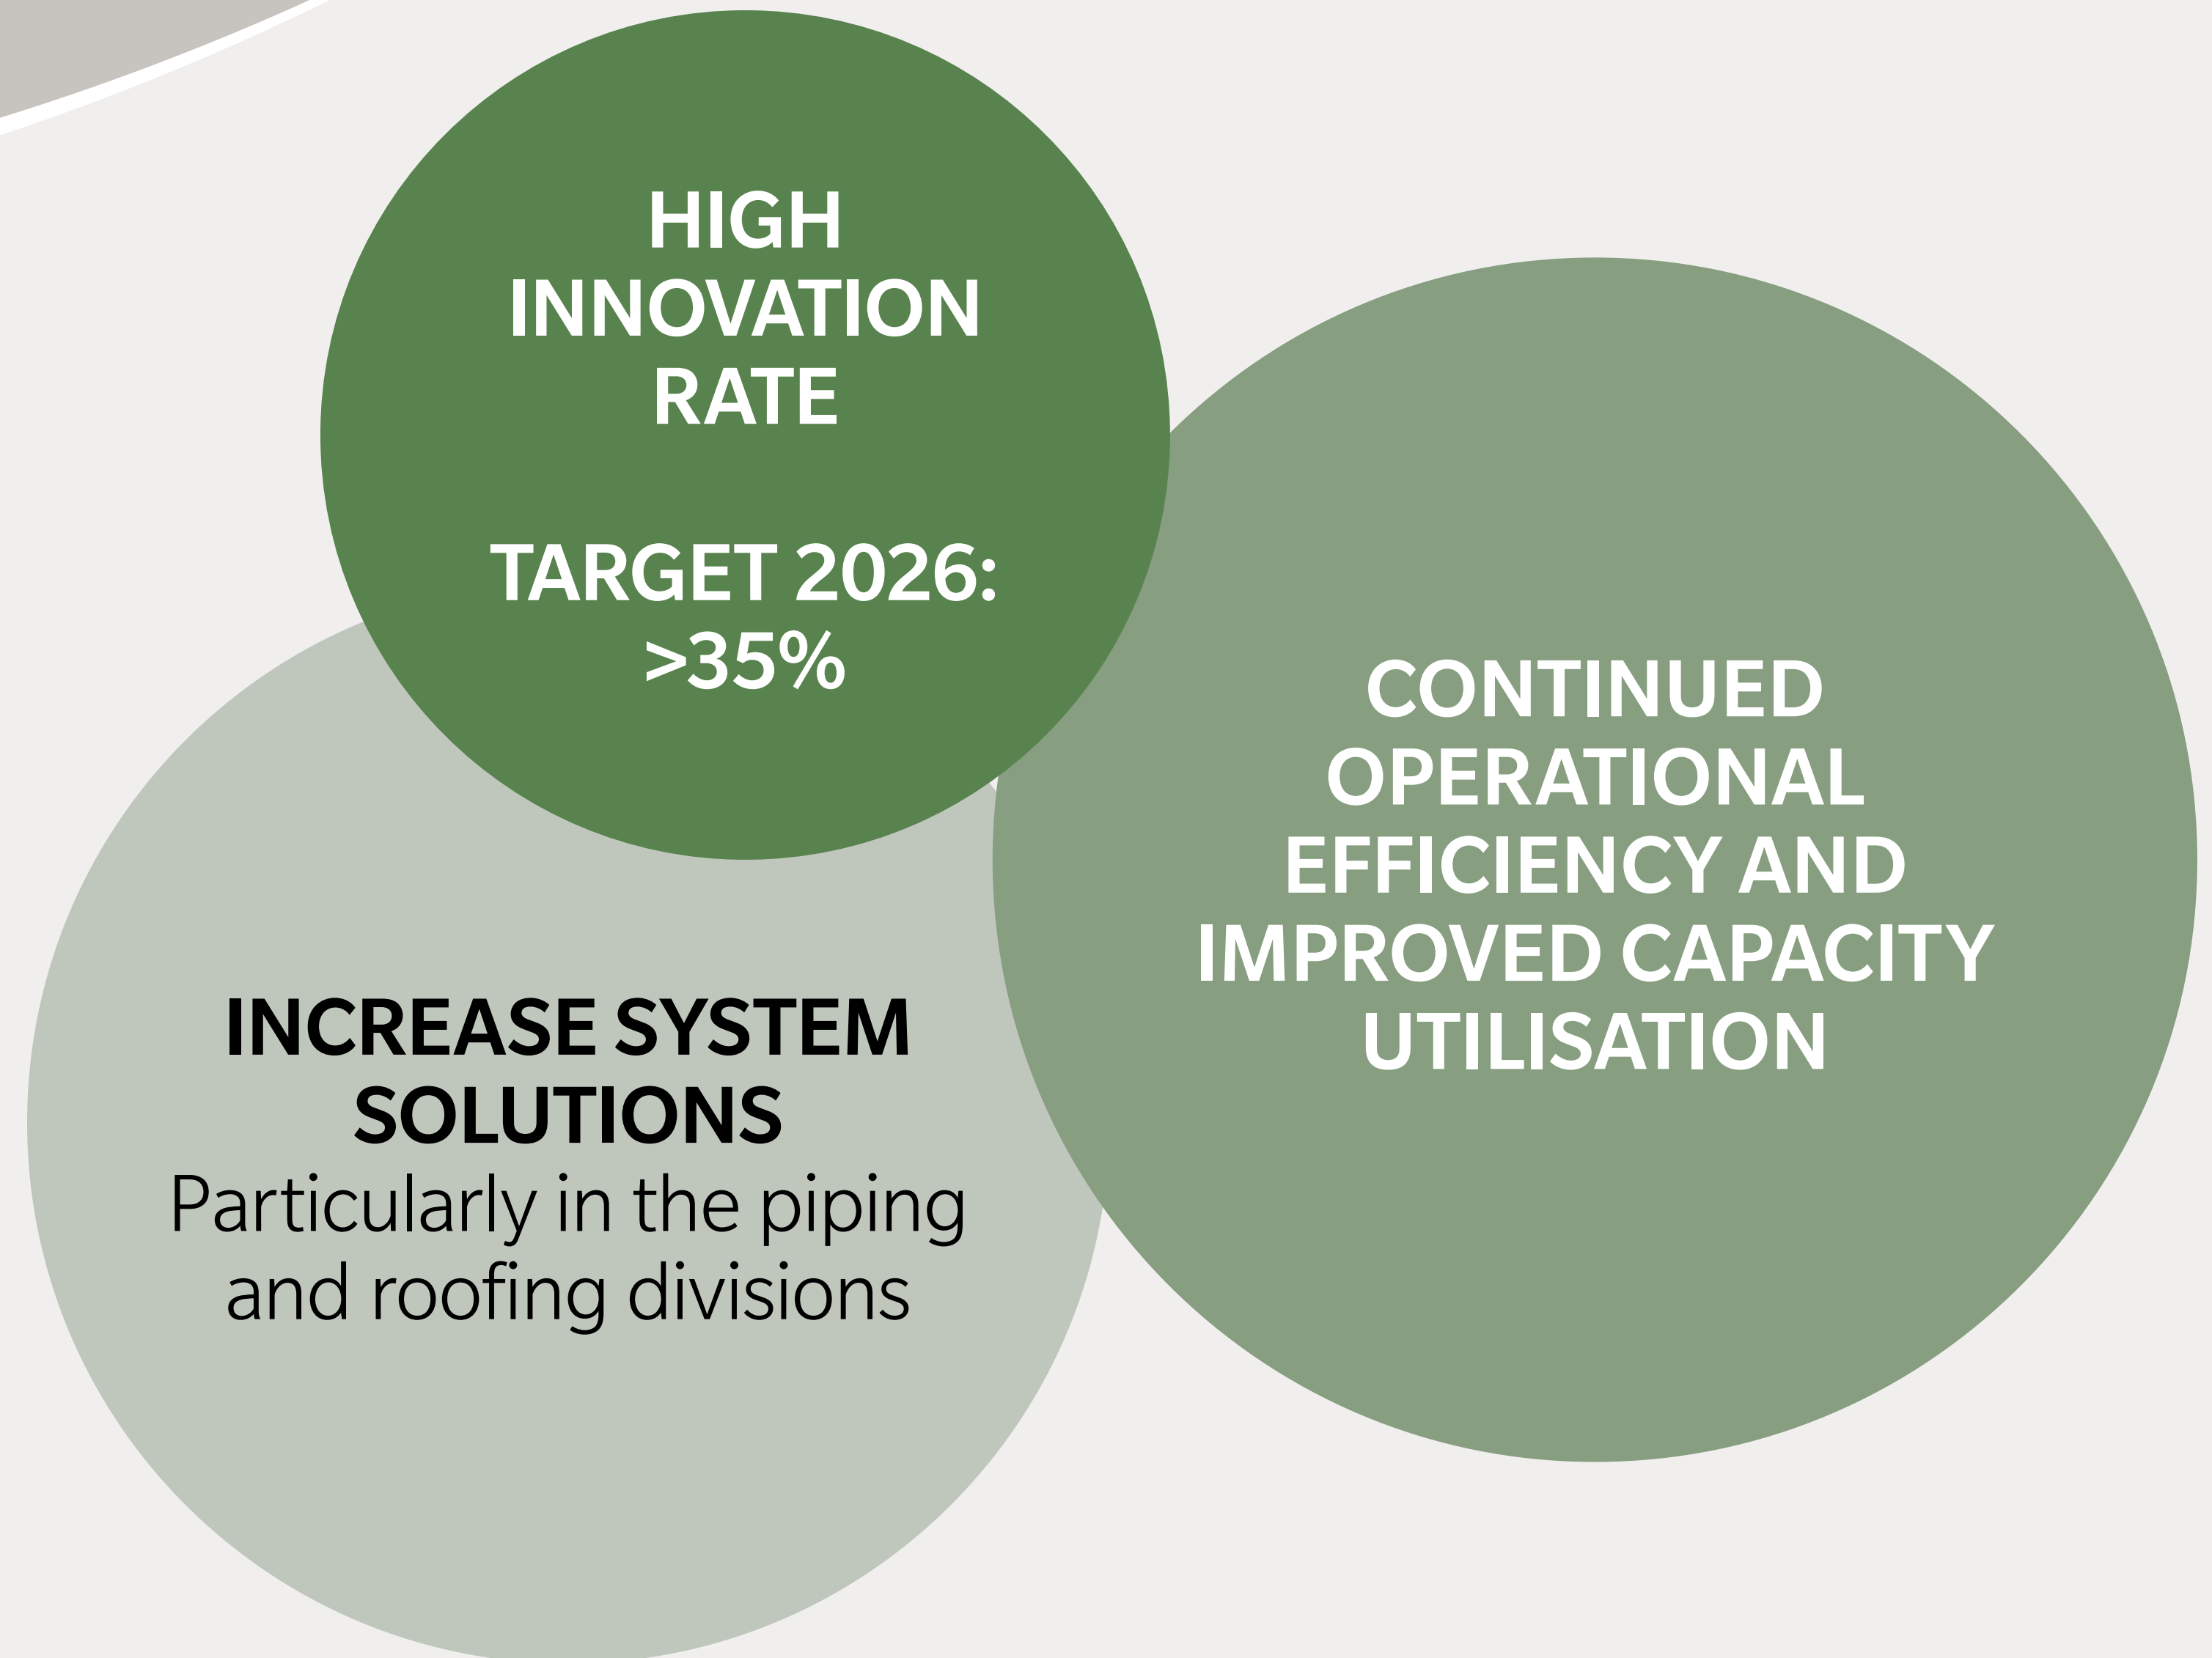 HIGH
INNOVATION
RATE
TARGET 2026:
>35%
CONTINUED
OPERATIONAL
EFFICIENCY AND
IMPROVED CAPACITY
UTILISATION
INCREASE SYSTEM
SOLUTIONS
Particularly in the piping
and roofing divisions